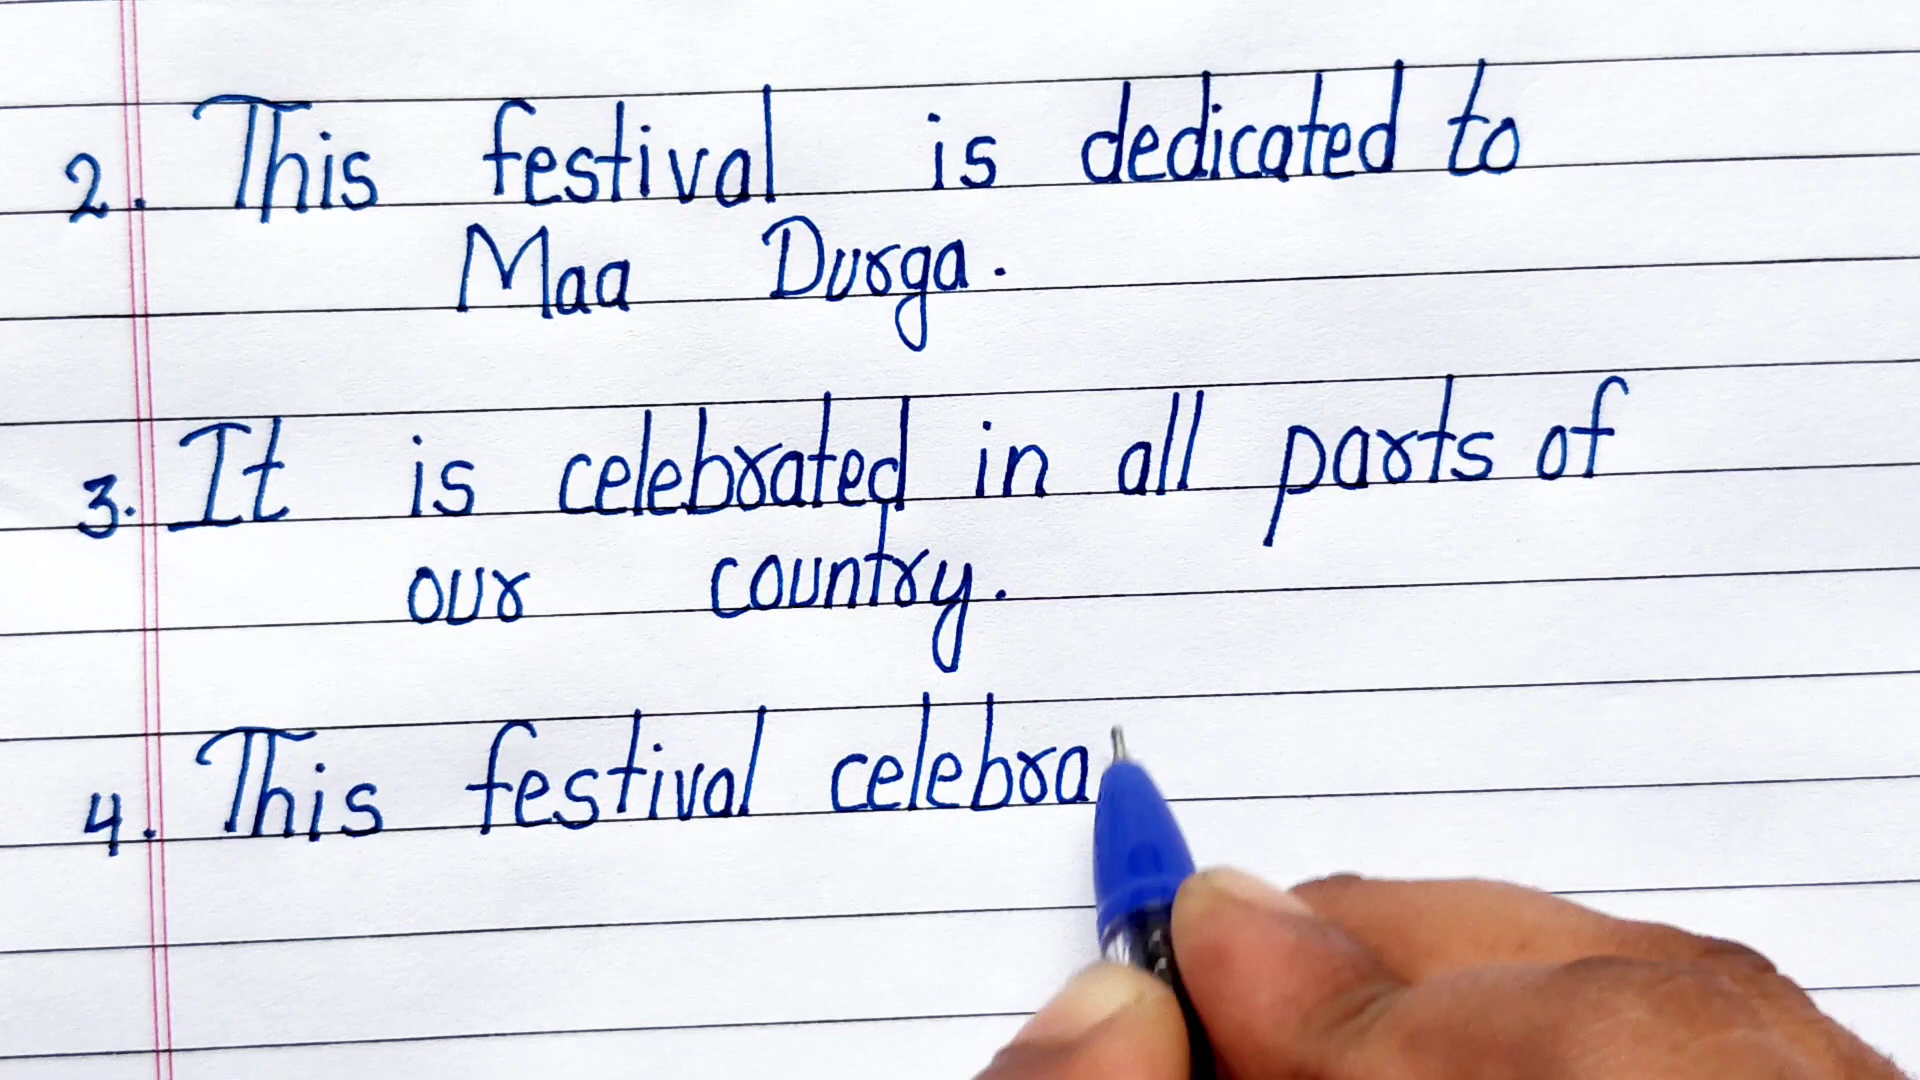 2. This festival is dedicated to
Maa Durga.
3. It is celebrated in all parts of
our country.
4. This festival celebra